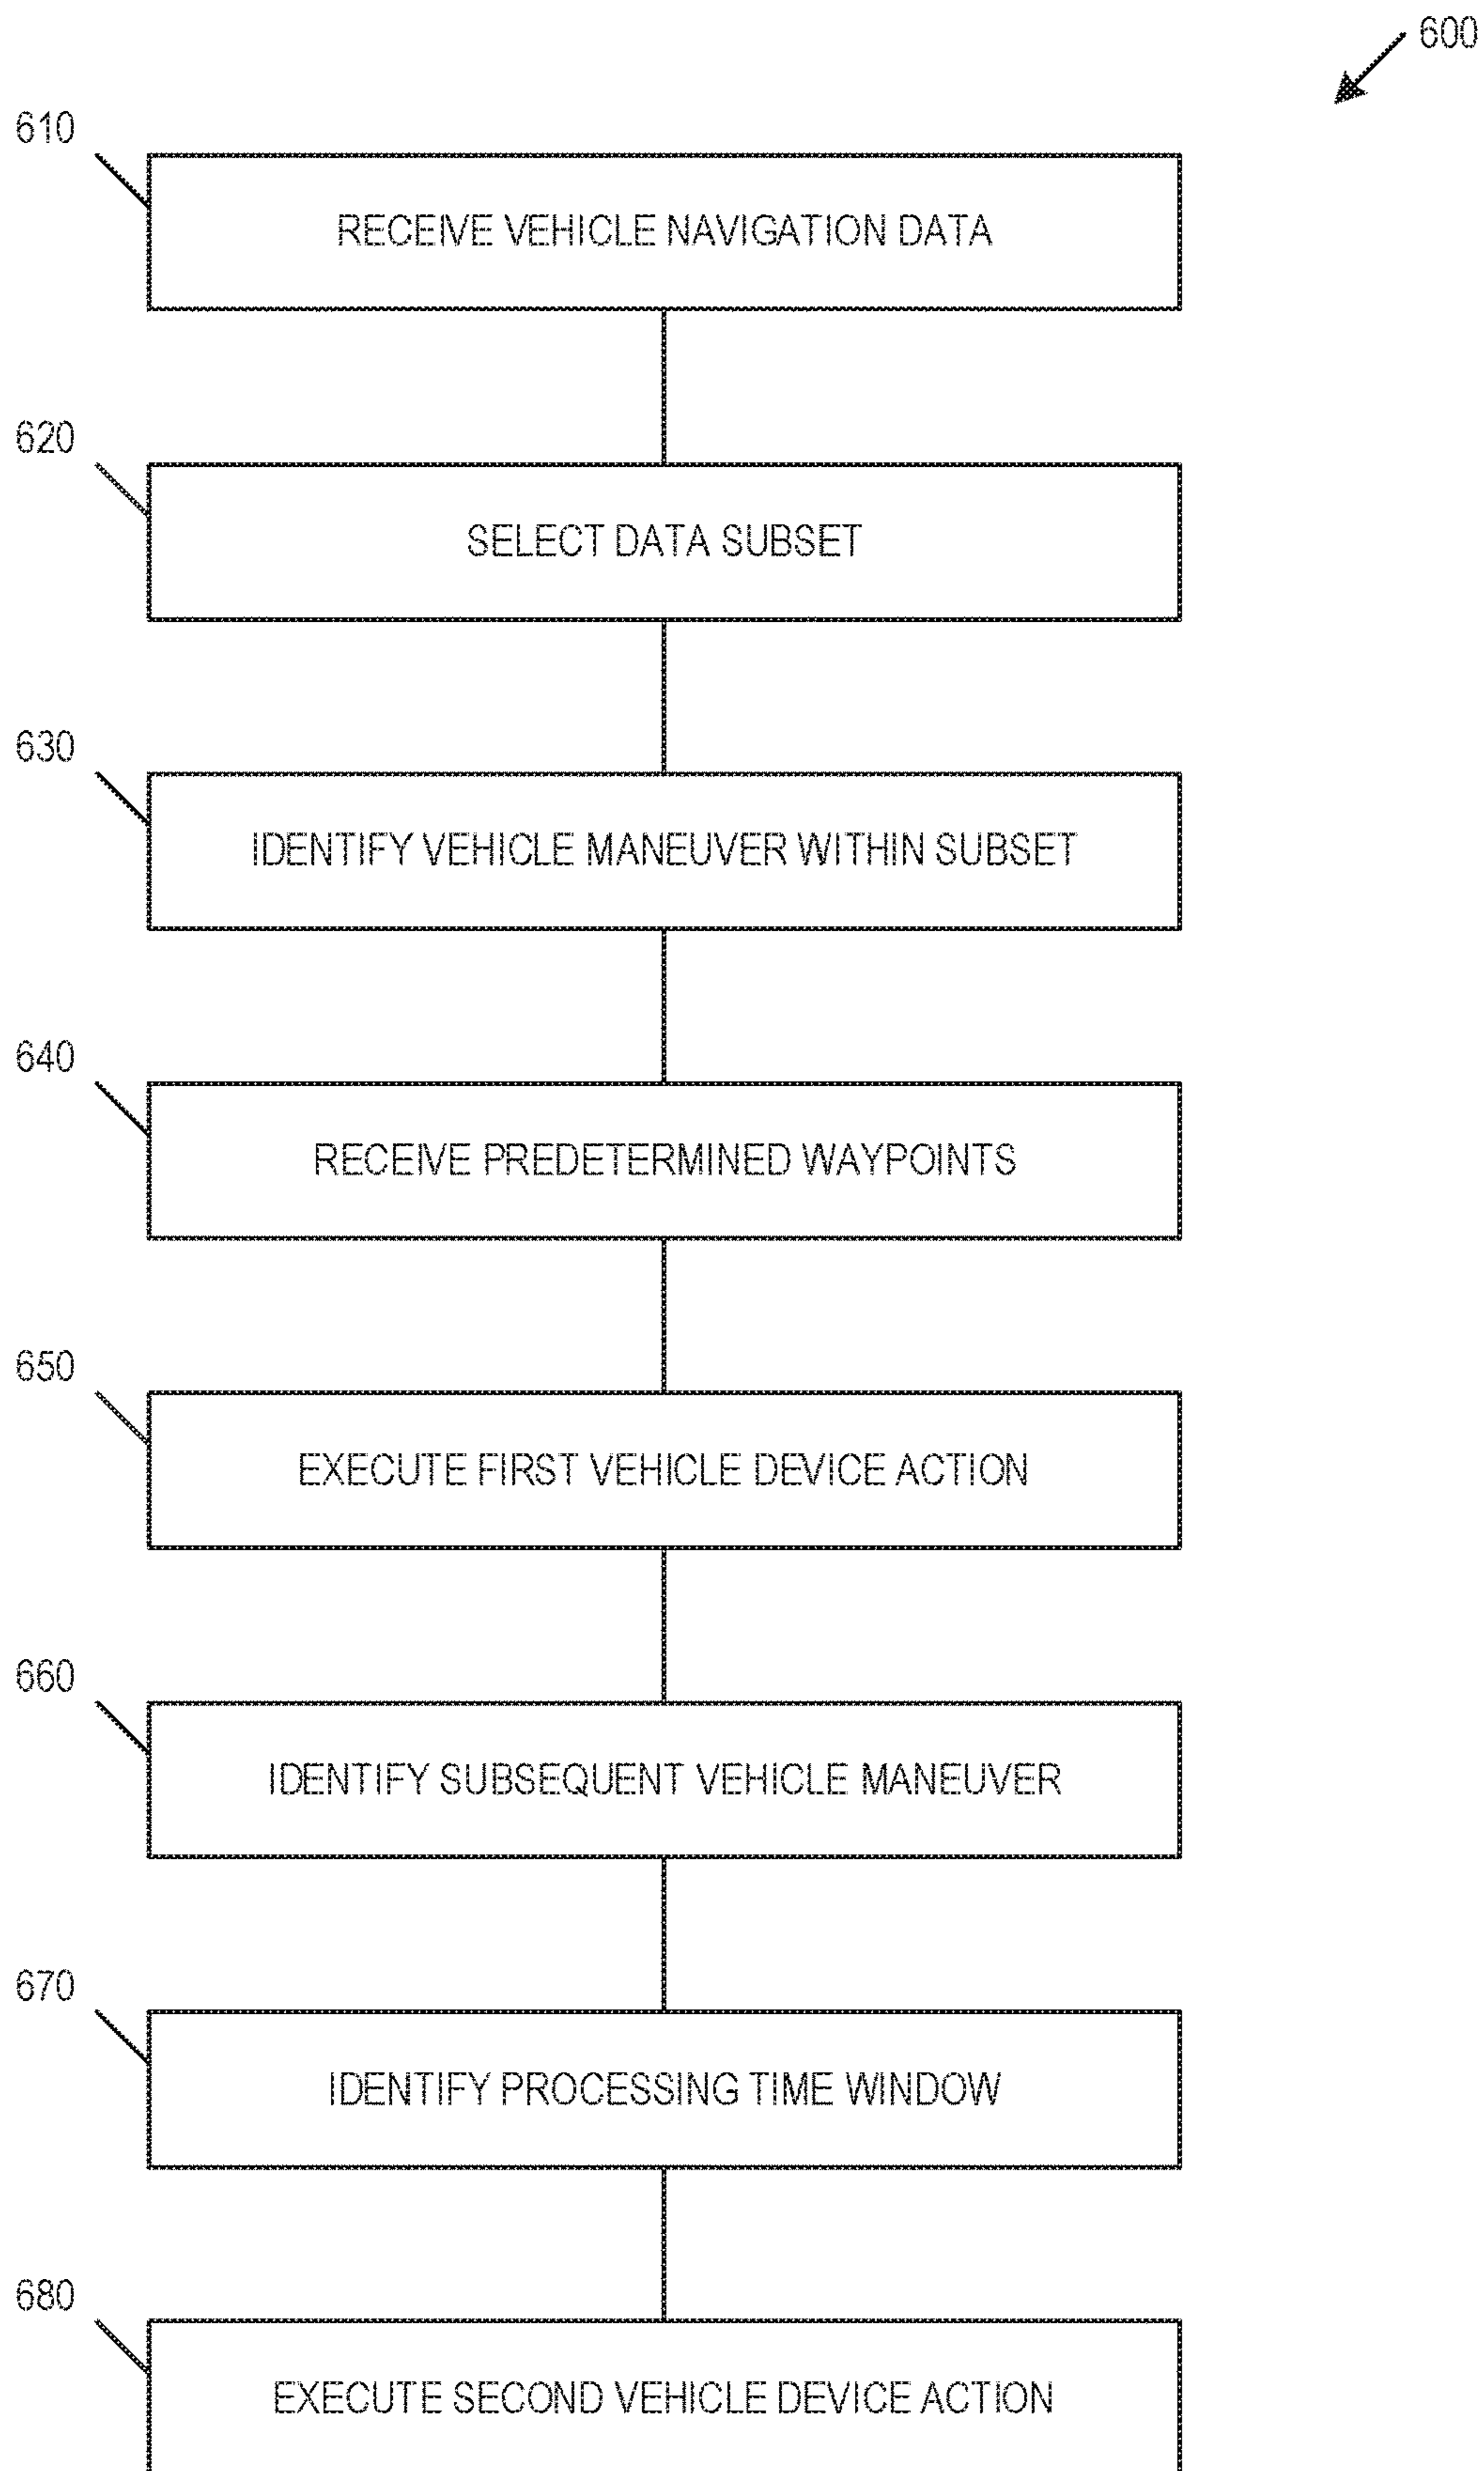 600
610
RECEIVE VEHICLE NAVIGATION DATA
620
SELECT DATA SUBSET
630
IDENTIFY VEHICLE MANEUVER WITHIN SUBSET
640
RECEIVE PREDETERMINED WAYPOINTS
650
EXECUTE FIRST VEHICLE DEVICE ACTION
660
IDENTIFY SUBSEQUENT VEHICLE MANEUVER
670
IDENTIFY PROCESSING TIME WINDOW
680
EXECUTE SECOND VEHICLE DEVICE ACTION